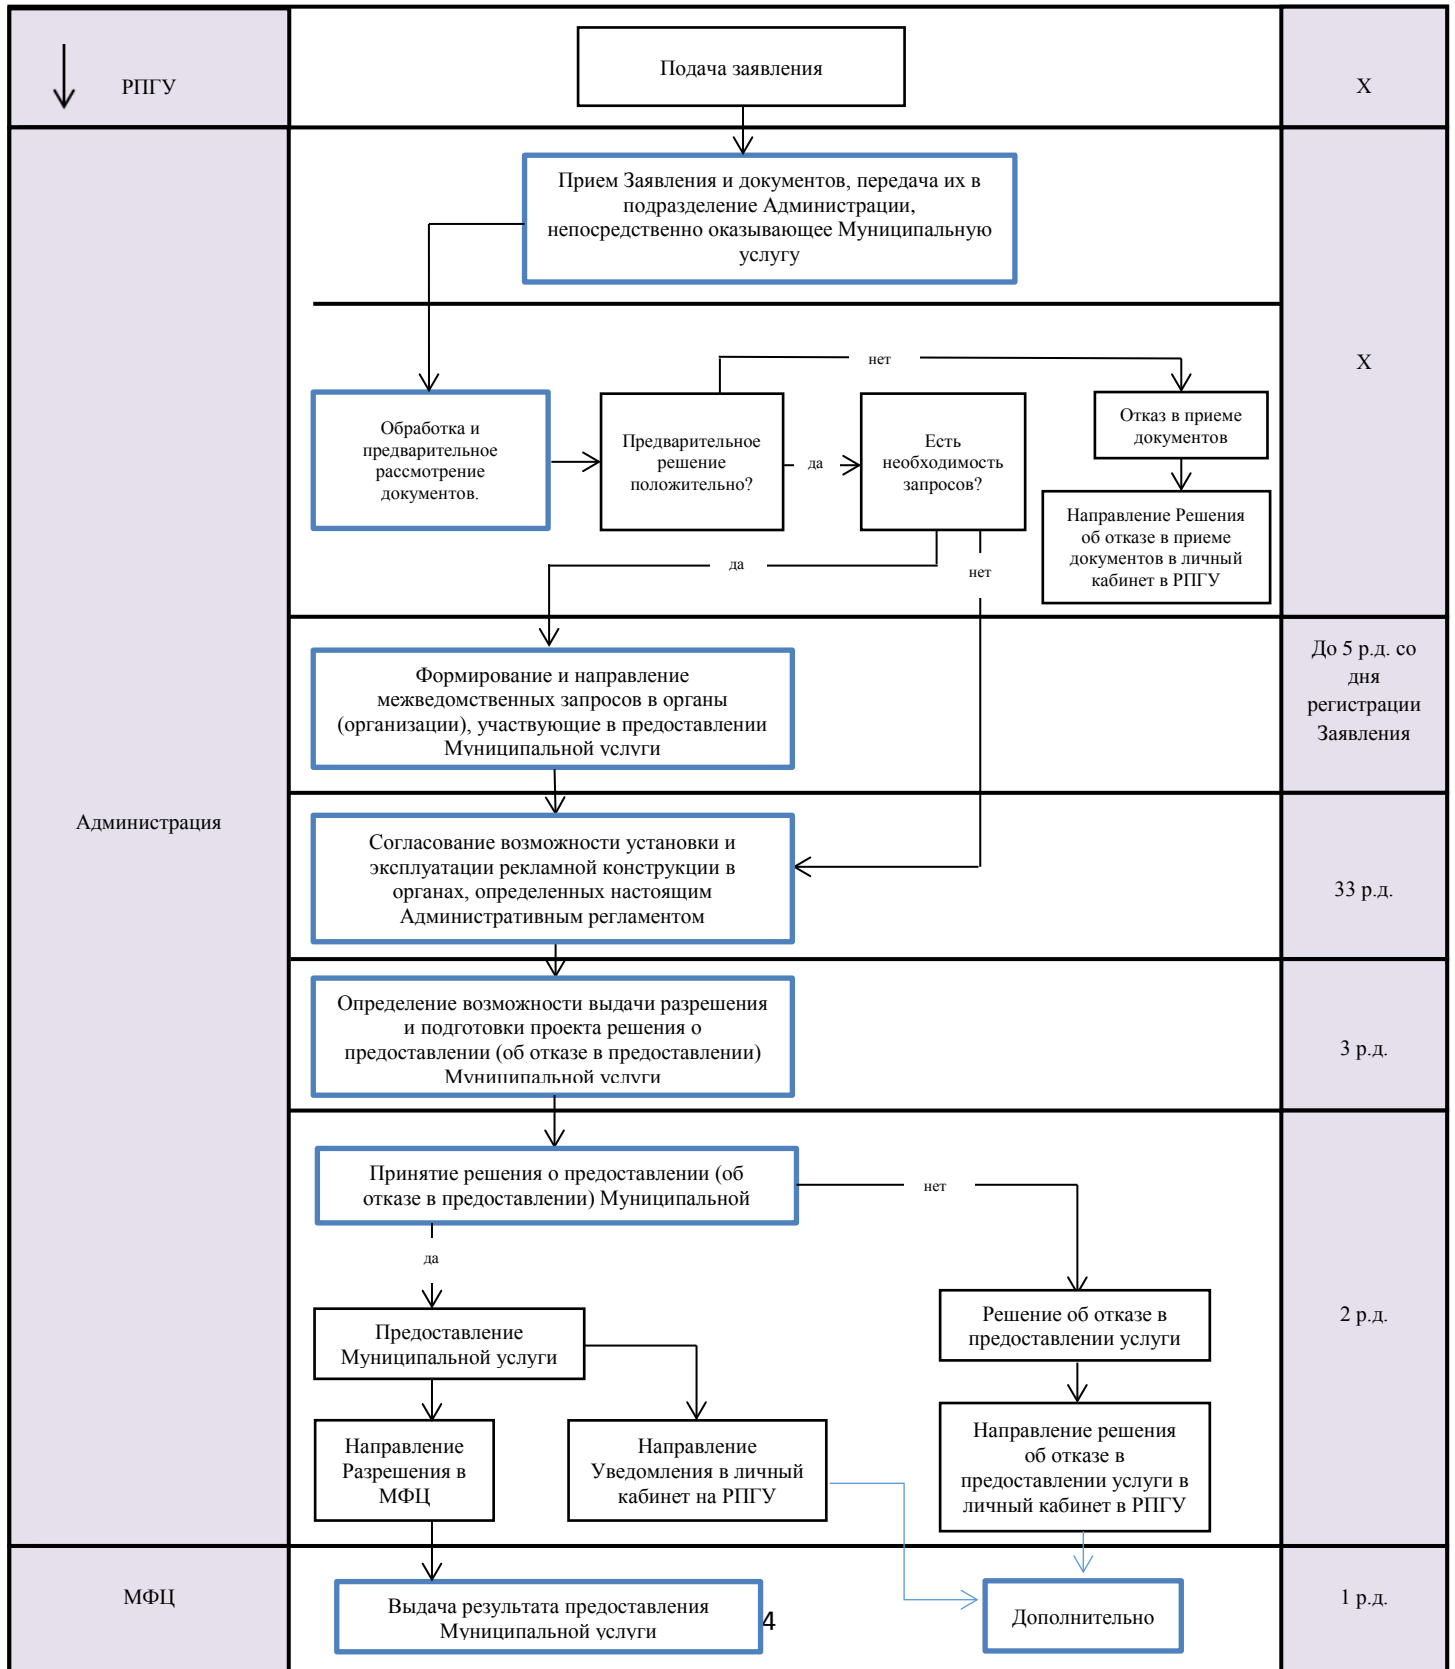 РПГУ
Подача заявления
X
Прием Заявления и документов, передача их в
подразделение Администрации,
непосредственно оказывающее Муниципальную
услугу
X
нет
Обработка и
предварительное
рассмотрение
документов.
Предварительное
решение
положительно?
да
Есть
необходимость
запросов?
Отказ в приеме
документов
Направление Решения
об отказе в приеме
документов в личный
кабинет в РПГУ
да
нет
Формирование и направление
межведомственных запросов в органы
(организации), участвующие в предоставлении
Муниципальной услуги
До 5 р.д. со
дня
регистрации
Заявления
Администрация
Согласование возможности установки и
эксплуатации рекламной конструкции в
органах, определенных настоящим
Административным регламентом
33 р.д.
Определение возможности выдачи разрешения
и подготовки проекта решения о
предоставлении (об отказе в предоставлении)
Муниципальной услуги
3 р.д.
Принятие решения о предоставлении (об
отказе в предоставлении) Муниципальной
нет
да
Предоставление
Муниципальной услуги
Решение об отказе в
предоставлении услуги
2 р.д.
Направление
Разрешения в
МФЦ
Направление
Уведомления в личный
кабинет на РПГУ
Направление решения
об отказе в
предоставлении услуги в
личный кабинет в РПГУ
МФЦ
Выдача результата предоставления
Муниципальной услуги
4
Дополнительно
1 р.д.